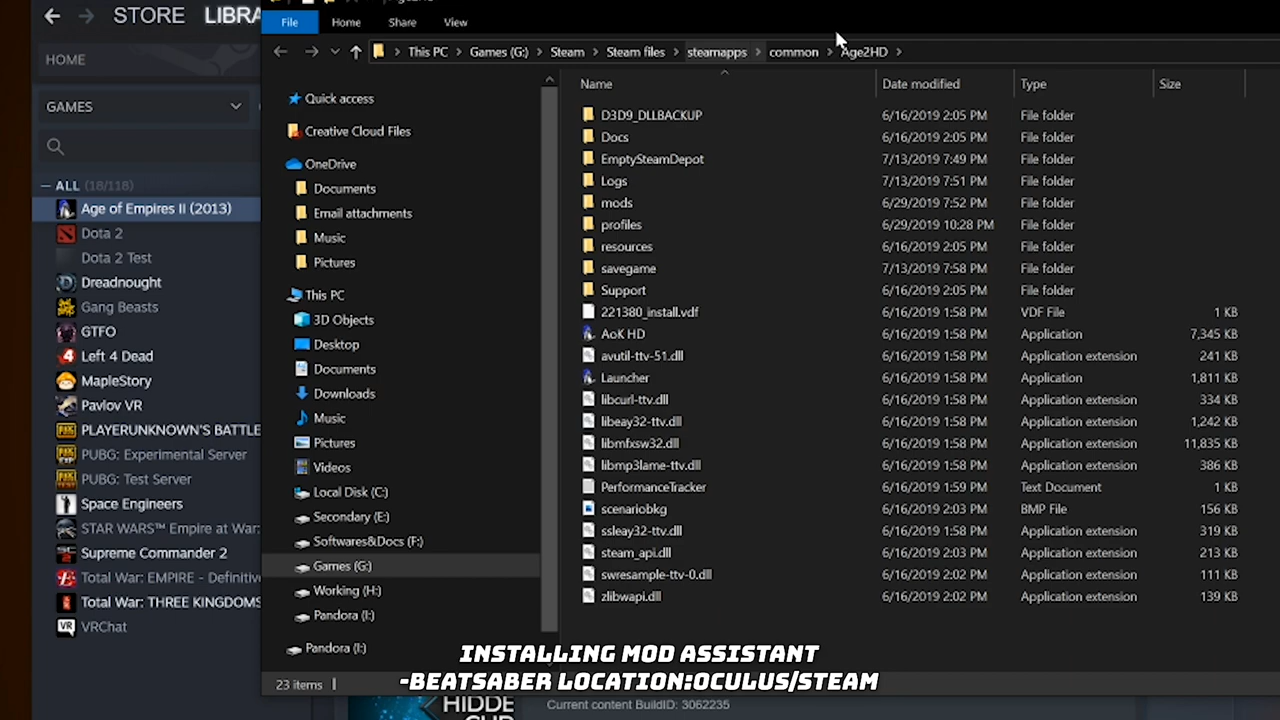 STORE LIBRA
HOME
GAMES
ALL (18/118)
Age of Empires II (2013)
Dota 2
Dota 2 Test
Dreadnought
Gang Beasts
GTFO
Left 4 Dead
MapleStory
Pavlov VR
PLAYERUNKNOWN'S BATTLE
PUBG: Experimental Server
PUBG: Test Server
Space Engineers
STAR WARS™ Empire at War:
Supreme Commander 2
Total War: EMPIRE - Definitiv
Total War: THREE KINGDOMS
VRChat
File Home Share View
This PC > Games (G:) > Steam > Steam files > steamapps > common > Age2HD >
Quick access
Creative Cloud Files
OneDrive
Documents
Email attachments
Music
Pictures
This PC
3D Objects
Desktop
Documents
Downloads
Music
Pictures
Videos
Local Disk (C:)
Secondary (E:)
Softwares&Docs (F:)
Games (G:)
Working (H:)
Pandora (I:)
Pandora (I:)
Name Date modified Type Size
D3D9_DLLBACKUP 6/16/2019 2:05 PM File folder
Docs 6/16/2019 2:05 PM File folder
EmptySteamDepot 7/13/2019 7:49 PM File folder
Logs 7/13/2019 7:51 PM File folder
mods 6/29/2019 7:52 PM File folder
profiles 6/29/2019 10:28 PM File folder
resources 6/16/2019 2:05 PM File folder
savegame 7/13/2019 7:58 PM File folder
Support 6/16/2019 2:05 PM File folder
221380_install.vdf 6/16/2019 1:58 PM VDF File 1 KB
AoK HD 6/16/2019 1:58 PM Application 7,345 KB
avutil-ttv-51.dll 6/16/2019 1:58 PM Application extension 241 KB
Launcher 6/16/2019 1:58 PM Application 1,811 KB
libcurl-ttv.dll 6/16/2019 1:58 PM Application extension 334 KB
libeay32-ttv.dll 6/16/2019 1:58 PM Application extension 1,242 KB
libmfxsw32.dll 6/16/2019 1:58 PM Application extension 11,835 KB
libmp3lame-ttv.dll 6/16/2019 1:58 PM Application extension 386 KB
PerformanceTracker 6/16/2019 1:59 PM Text Document 1 KB
scenariobkg 6/16/2019 2:03 PM BMP File 156 KB
ssleay32-ttv.dll 6/16/2019 1:58 PM Application extension 319 KB
steam_api.dll 6/16/2019 2:03 PM Application extension 213 KB
swresample-ttv-0.dll 6/16/2019 2:02 PM Application extension 111 KB
zlibwapi.dll 6/16/2019 2:02 PM Application extension 139 KB
INSTALLING MOD ASSISTANT
-BEATSABER LOCATION:OCULUS/STEAM
23 items
HIDDE
Current content BuildID: 3062235